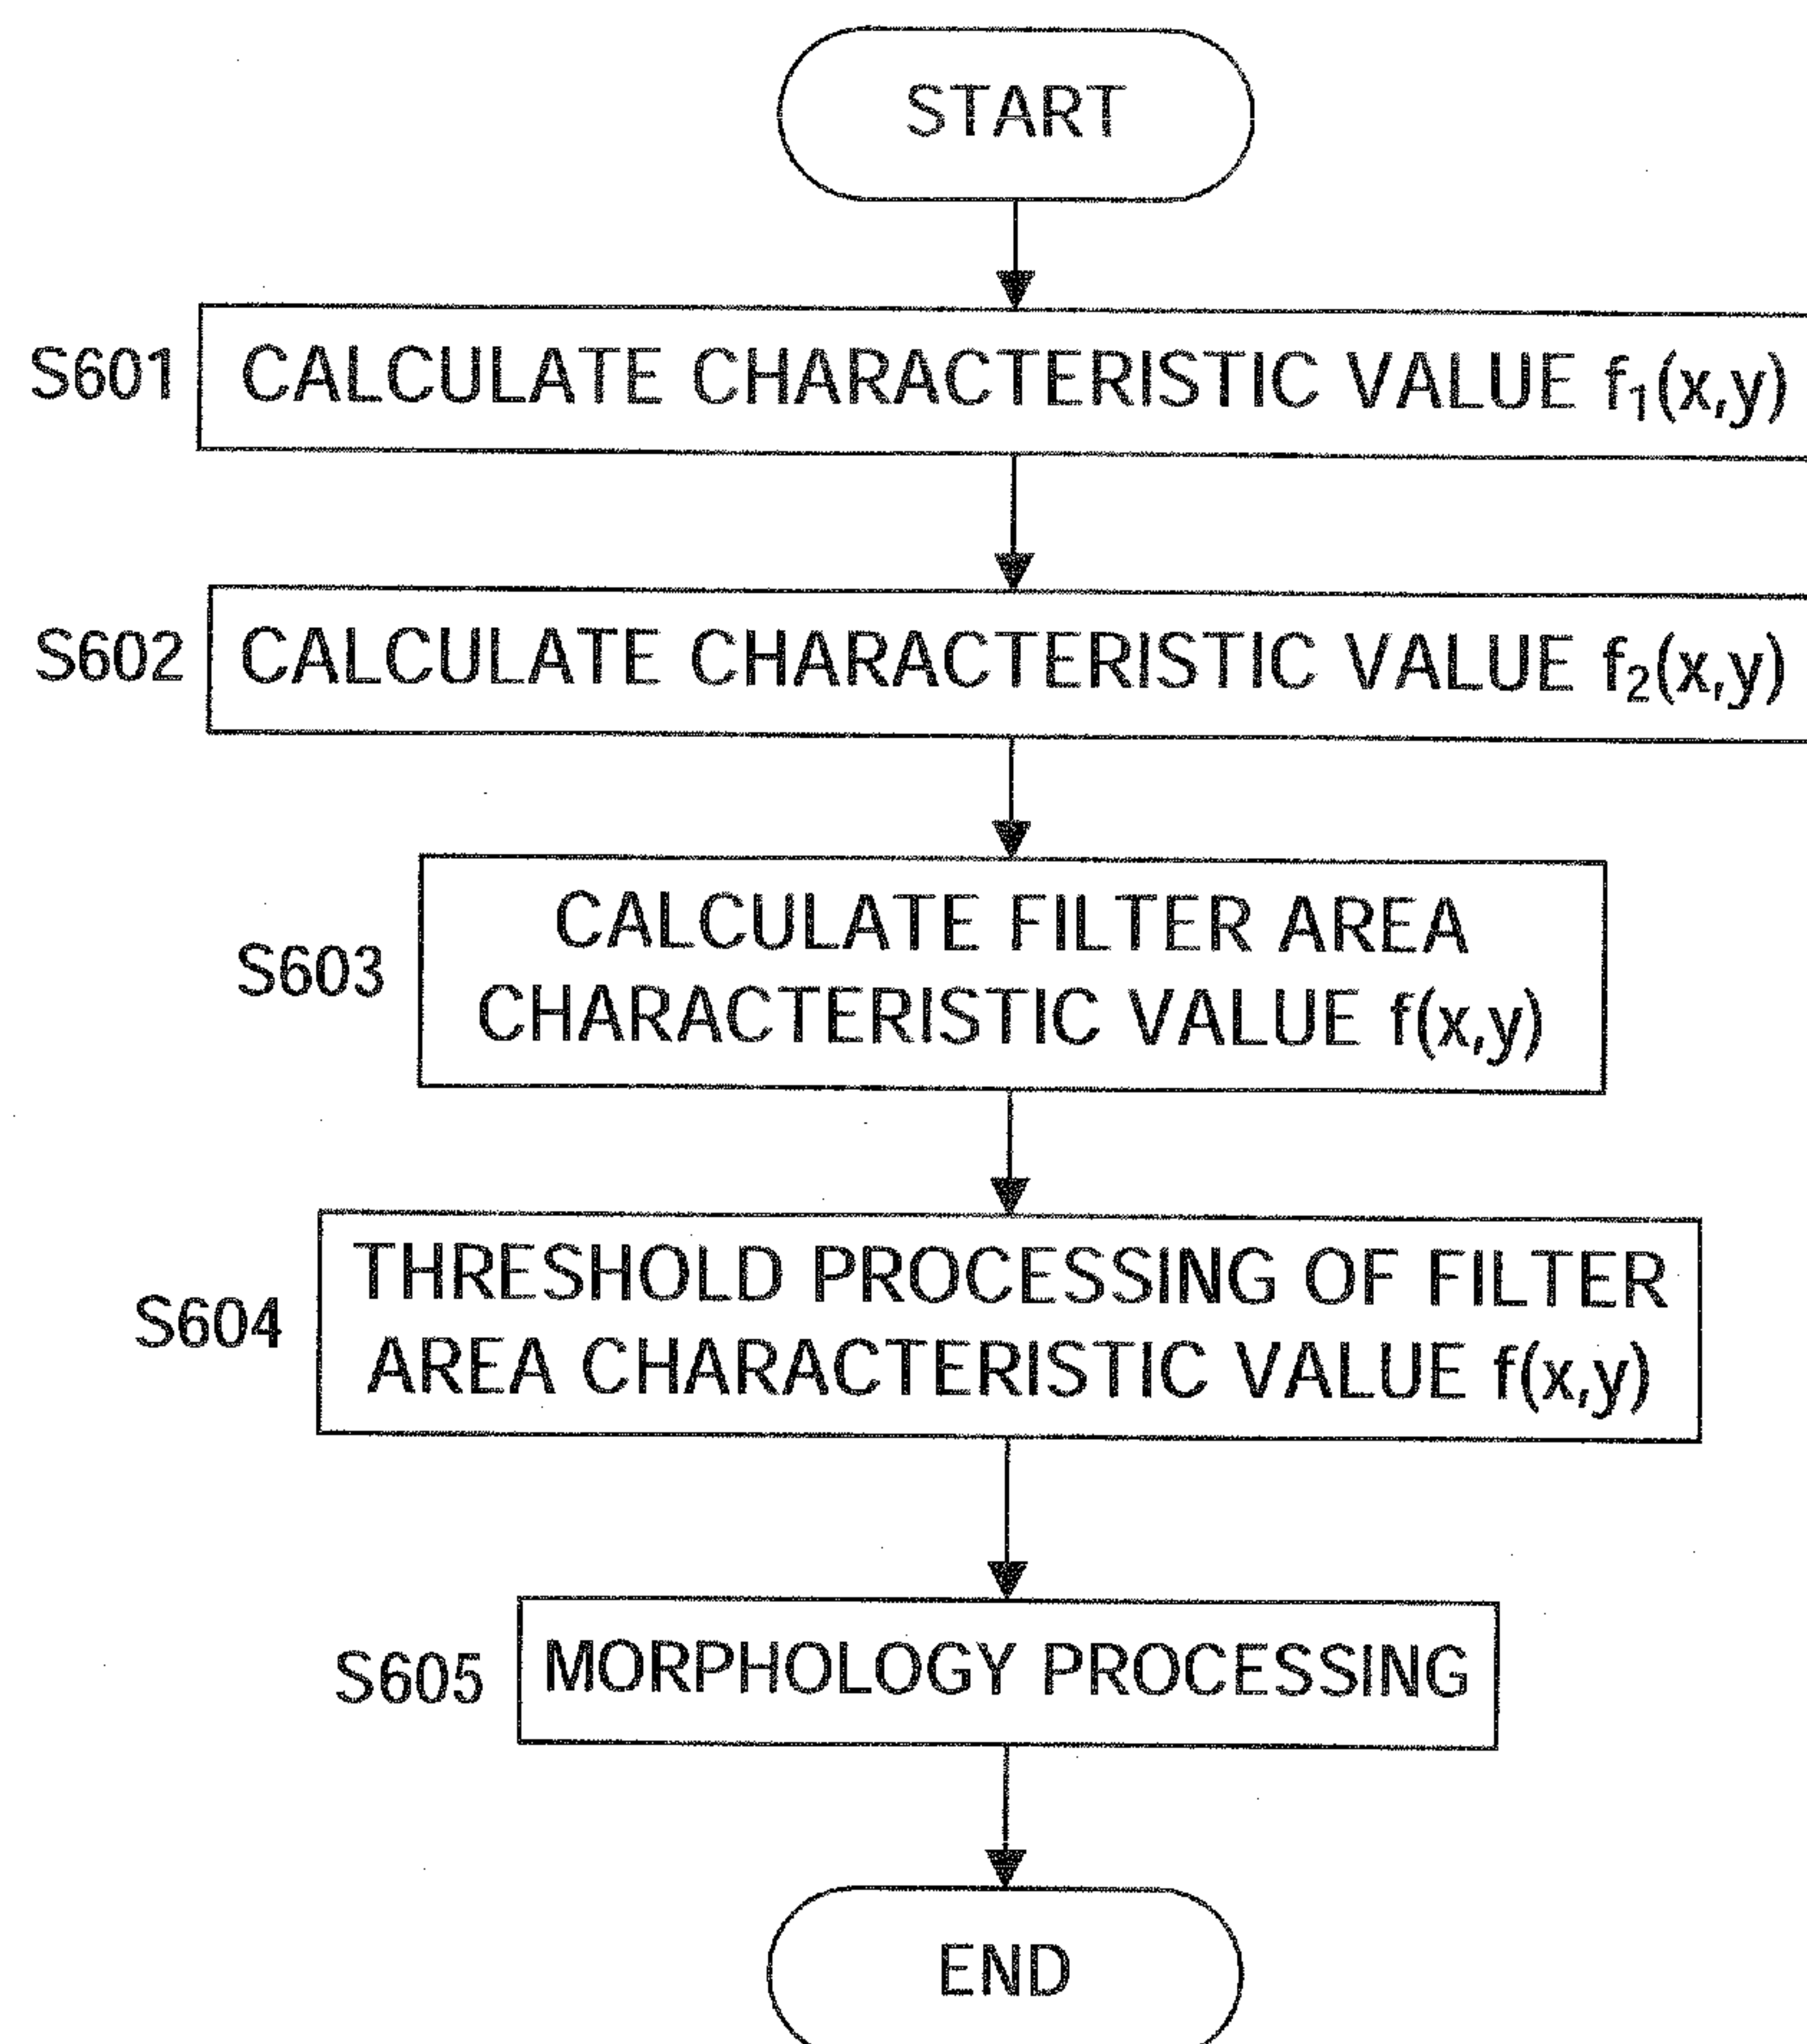 START
S601 CALCULATE CHARACTERISTIC VALUE f₁(x,y)
S602 CALCULATE CHARACTERISTIC VALUE f₂(x,y)
S603
CALCULATE FILTER AREA
CHARACTERISTIC VALUE f(x,y)
S604
THRESHOLD PROCESSING OF FILTER
AREA CHARACTERISTIC VALUE f(x,y)
S605 MORPHOLOGY PROCESSING
END